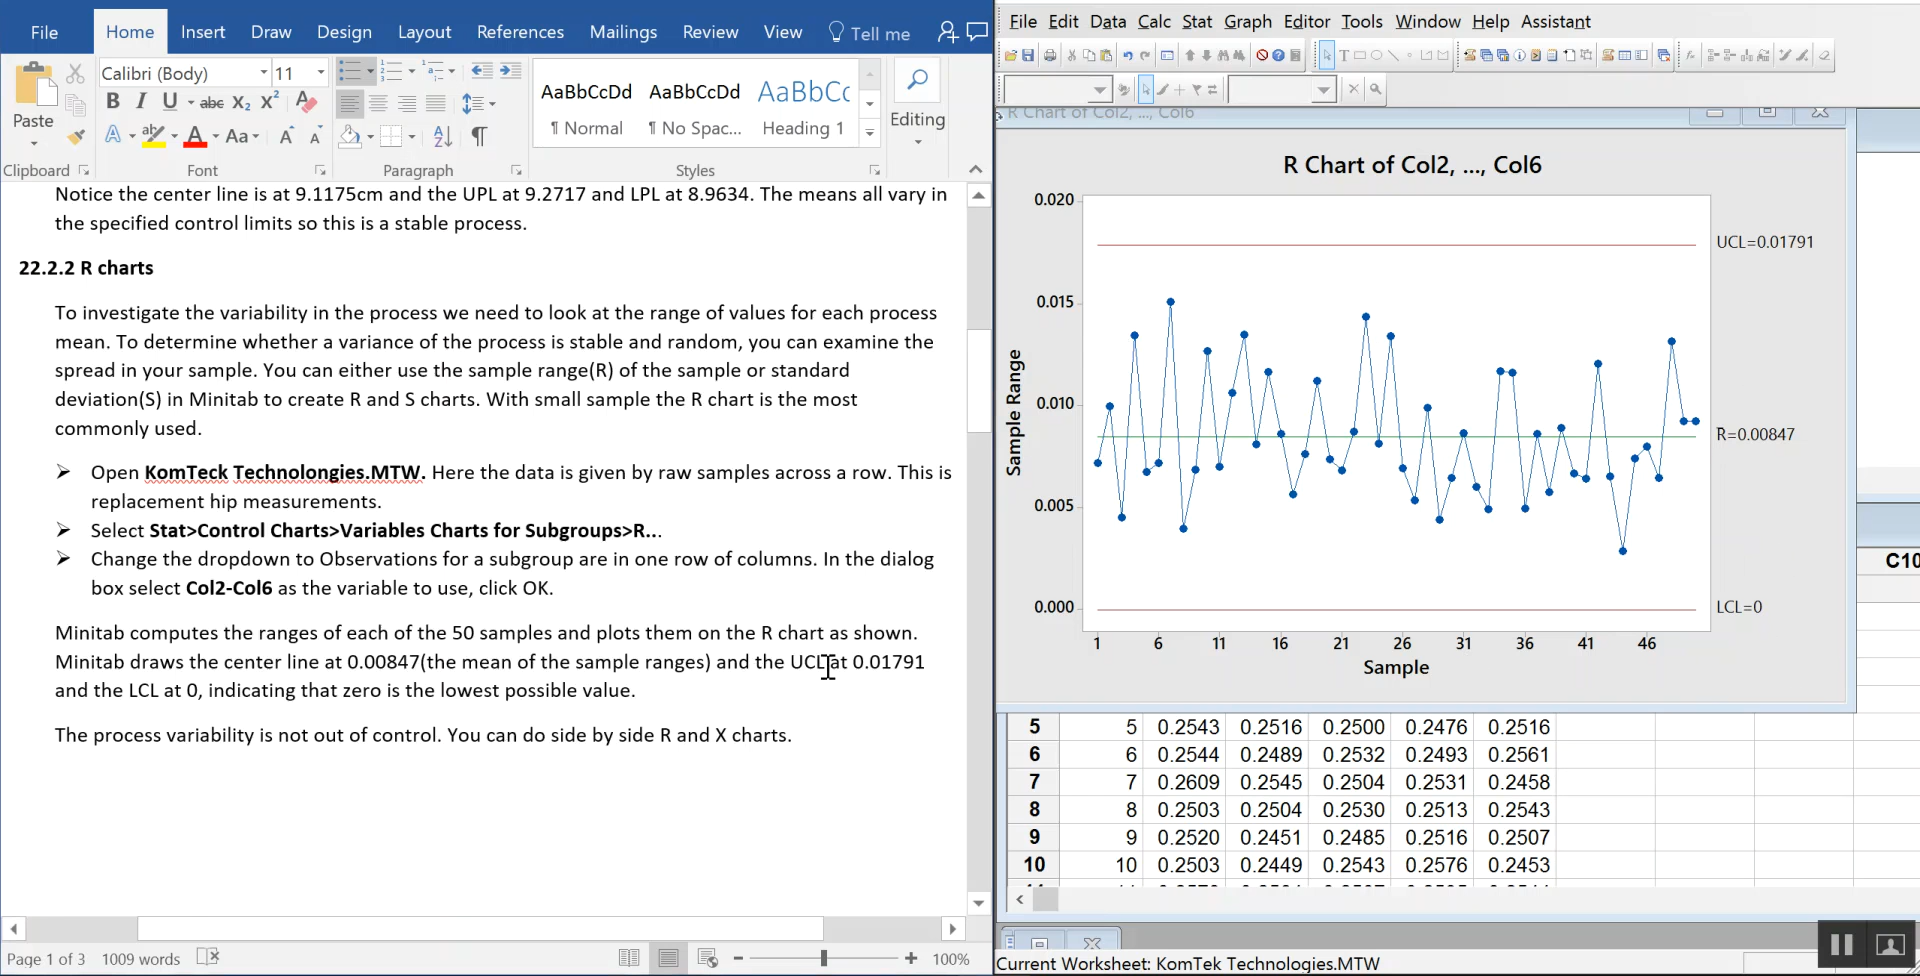 File Home Insert Draw Design Layout References Mailings Review View Tell me
Calibri (Body) 11
Paste
B I U abc X2 X2
A A Aa A A
AaBbCcDd AaBbCcDd AaBbCc
¶ Normal ¶ No Spac... Heading 1
Editing
Clipboard Font Paragraph Styles
Notice the center line is at 9.1175cm and the UPL at 9.2717 and LPL at 8.9634. The means all vary in
the specified control limits so this is a stable process.
22.2.2 R charts
To investigate the variability in the process we need to look at the range of values for each process
mean. To determine whether a variance of the process is stable and random, you can examine the
spread in your sample. You can either use the sample range(R) of the sample or standard
deviation(S) in Minitab to create R and S charts. With small sample the R chart is the most
commonly used.
Open KomTeck Technolongies.MTW. Here the data is given by raw samples across a row. This is
replacement hip measurements.
Select Stat>Control Charts>Variables Charts for Subgroups>R...
Change the dropdown to Observations for a subgroup are in one row of columns. In the dialog
box select Col2-Col6 as the variable to use, click OK.
Minitab computes the ranges of each of the 50 samples and plots them on the R chart as shown.
Minitab draws the center line at 0.00847(the mean of the sample ranges) and the UCL at 0.01791
and the LCL at 0, indicating that zero is the lowest possible value.
The process variability is not out of control. You can do side by side R and X charts.
Page 1 of 3 1009 words 100%
File Edit Data Calc Stat Graph Editor Tools Window Help Assistant
R Chart of Col2, ..., Col6
R Chart of Col2, ..., Col6
0.020
UCL=0.01791
0.015
0.010
R=0.00847
0.005
0.000
LCL=0
Sample Range
1 6 11 16 21 26 31 36 41 46
Sample
C10
5 5 0.2543 0.2516 0.2500 0.2476 0.2516
6 6 0.2544 0.2489 0.2532 0.2493 0.2561
7 7 0.2609 0.2545 0.2504 0.2531 0.2458
8 8 0.2503 0.2504 0.2530 0.2513 0.2543
9 9 0.2520 0.2451 0.2485 0.2516 0.2507
10 10 0.2503 0.2449 0.2543 0.2576 0.2453
Current Worksheet: KomTek Technologies.MTW